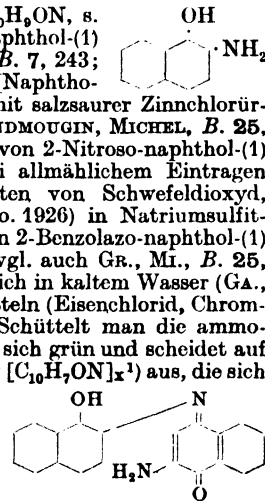 ₀H₉ON, s.
phthol-(1)
B. 7, 243;
Naphtho-
OH
·NH₂
nit salzsaurer Zinnchlorür-
NDMOUGIN, MICHEL, B. 25,
von 2-Nitroso-naphthol-(1)
i allmählichem Eintragen
ten von Schwefeldioxyd,
o. 1926) in Natriumsulfit-
n 2-Benzolazo-naphthol-(1)
vgl. auch GR., MI., B. 25,
ich in kaltem Wasser (GA.,
steln (Eisenchlorid, Chrom-
Schüttelt man die ammo-
sich grün und scheidet auf
[C₁₀H₇ON]ₓ¹) aus, die sich
OH N
H₂N
O